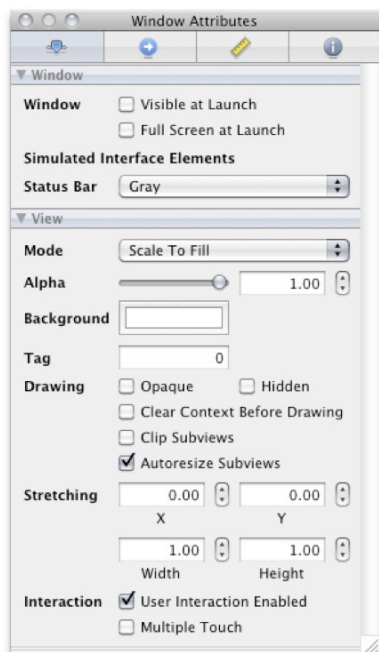 Window Attributes
Window
Window Visible at Launch
Full Screen at Launch
Simulated Interface Elements
Status Bar Gray
View
Mode Scale To Fill
Alpha 1.00
Background
Tag 0
Drawing Opaque Hidden
Clear Context Before Drawing
Clip Subviews
Autoresize Subviews
Stretching 0.00 0.00
X Y
1.00 1.00
Width Height
Interaction User Interaction Enabled
Multiple Touch